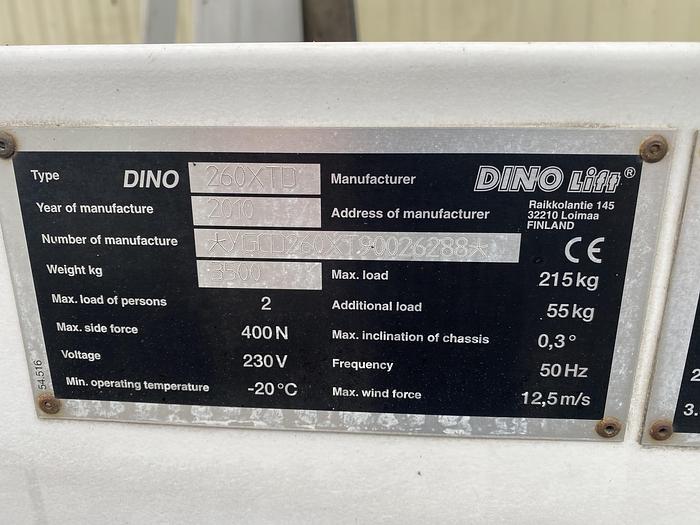 Type DINO 260XTD Manufacturer DINO Lift®
Year of manufacture 2010 Address of manufacturer Raikkolantie 145
32210 Loimaa
FINLAND
Number of manufacture CE
Weight kg 3500 Max. load 215 kg
Max. load of persons 2 Additional load 55 kg
Max. side force 400 N Max. inclination of chassis 0,3°
Voltage 230 V Frequency 50 Hz
Min. operating temperature -20 °C Max. wind force 12,5 m/s
54.516
2
3.